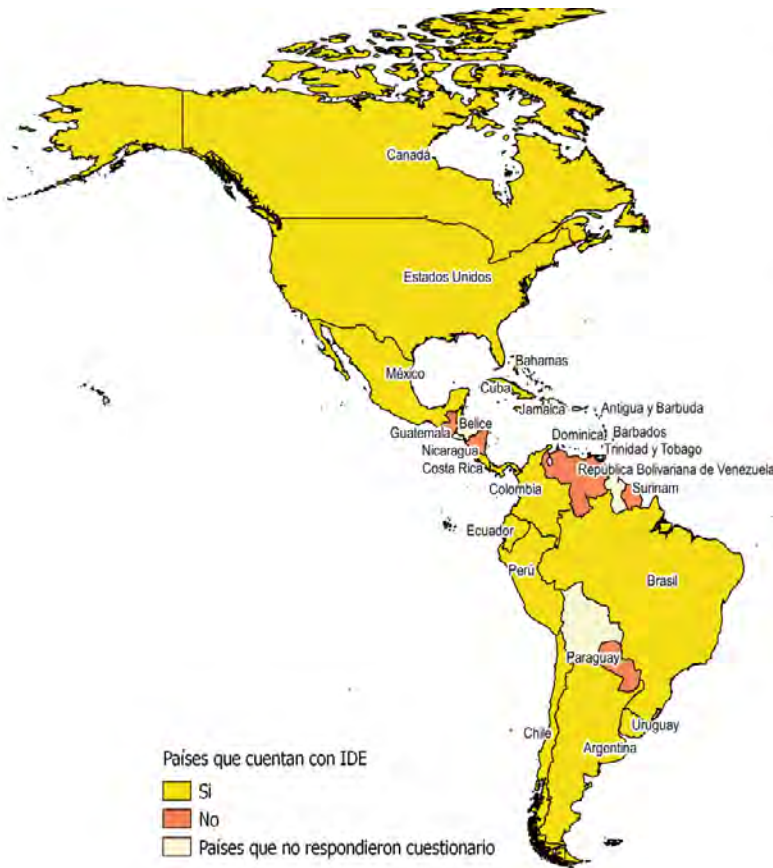 Canadá
Estados Unidos
Bahamas
México
Cuba
Jamaica
Antigua y Barbuda
Belice
Guatemala
Dominica
Barbados
Nicaragua
Trinidad y Tobago
Costa Rica
República Bolivariana de Venezuela
Colombia
Surinam
Ecuador
Perú
Brasil
Paraguay
Chile
Uruguay
Argentina
Países que cuentan con IDE
Si
No
Países que no respondieron cuestionario